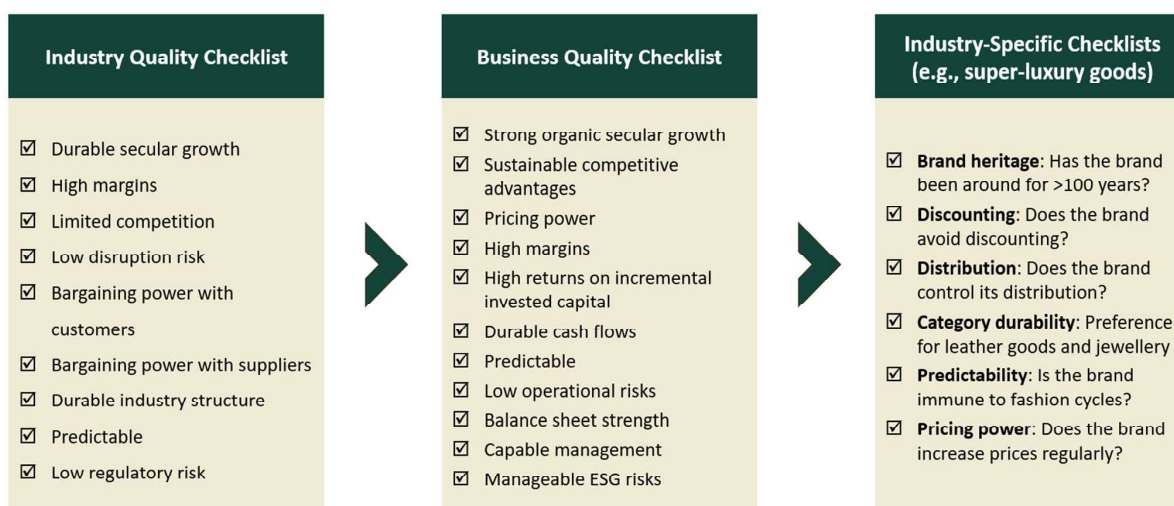 Industry Quality Checklist
☑ Durable secular growth
☑ High margins
☑ Limited competition
☑ Low disruption risk
☑ Bargaining power with
customers
☑ Bargaining power with suppliers
☑ Durable industry structure
☑ Predictable
☑ Low regulatory risk
Business Quality Checklist
☑ Strong organic secular growth
☑ Sustainable competitive
advantages
☑ Pricing power
☑ High margins
☑ High returns on incremental
invested capital
☑ Durable cash flows
☑ Predictable
☑ Low operational risks
☑ Balance sheet strength
☑ Capable management
☑ Manageable ESG risks
Industry-Specific Checklists
(e.g., super-luxury goods)
☑ Brand heritage: Has the brand
been around for >100 years?
☑ Discounting: Does the brand
avoid discounting?
☑ Distribution: Does the brand
control its distribution?
☑ Category durability: Preference
for leather goods and jewellery
☑ Predictability: Is the brand
immune to fashion cycles?
☑ Pricing power: Does the brand
increase prices regularly?